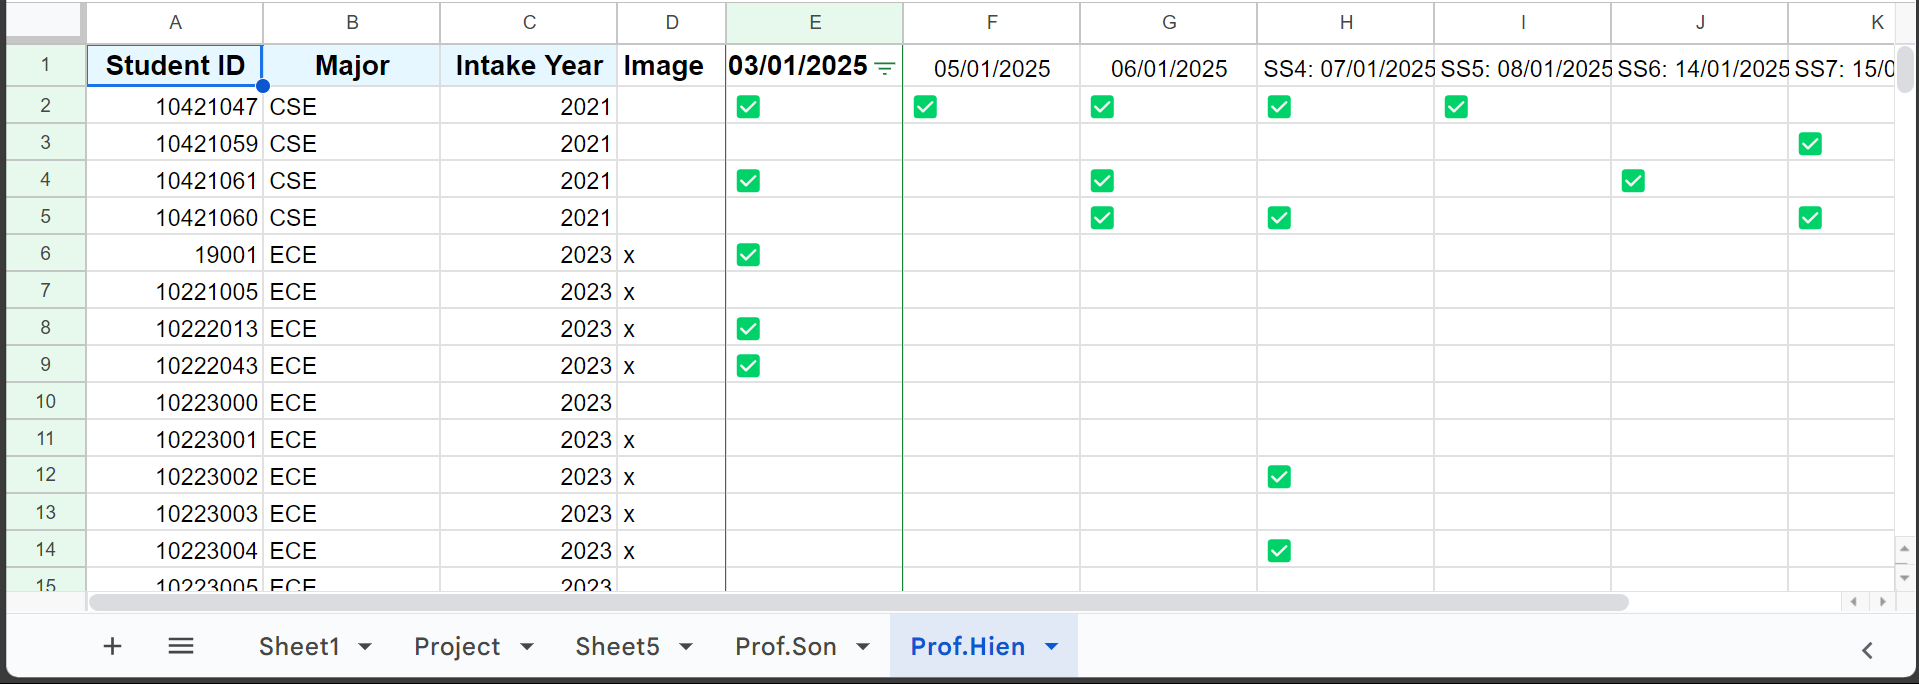 A B C D E F G H I J K
1 Student ID Major Intake Year Image 03/01/2025 05/01/2025 06/01/2025 SS4: 07/01/2025 SS5: 08/01/2025 SS6: 14/01/2025 SS7: 15/0
2 10421047 CSE 2021 ✅ ✅ ✅ ✅ ✅
3 10421059 CSE 2021 ✅
4 10421061 CSE 2021 ✅ ✅ ✅
5 10421060 CSE 2021 ✅ ✅ ✅
6 19001 ECE 2023 x ✅
7 10221005 ECE 2023 x
8 10222013 ECE 2023 x ✅
9 10222043 ECE 2023 x ✅
10 10223000 ECE 2023
11 10223001 ECE 2023 x
12 10223002 ECE 2023 x ✅
13 10223003 ECE 2023 x
14 10223004 ECE 2023 x ✅
15 10223005 ECE 2023
Sheet1 Project Sheet5 Prof.Son Prof.Hien